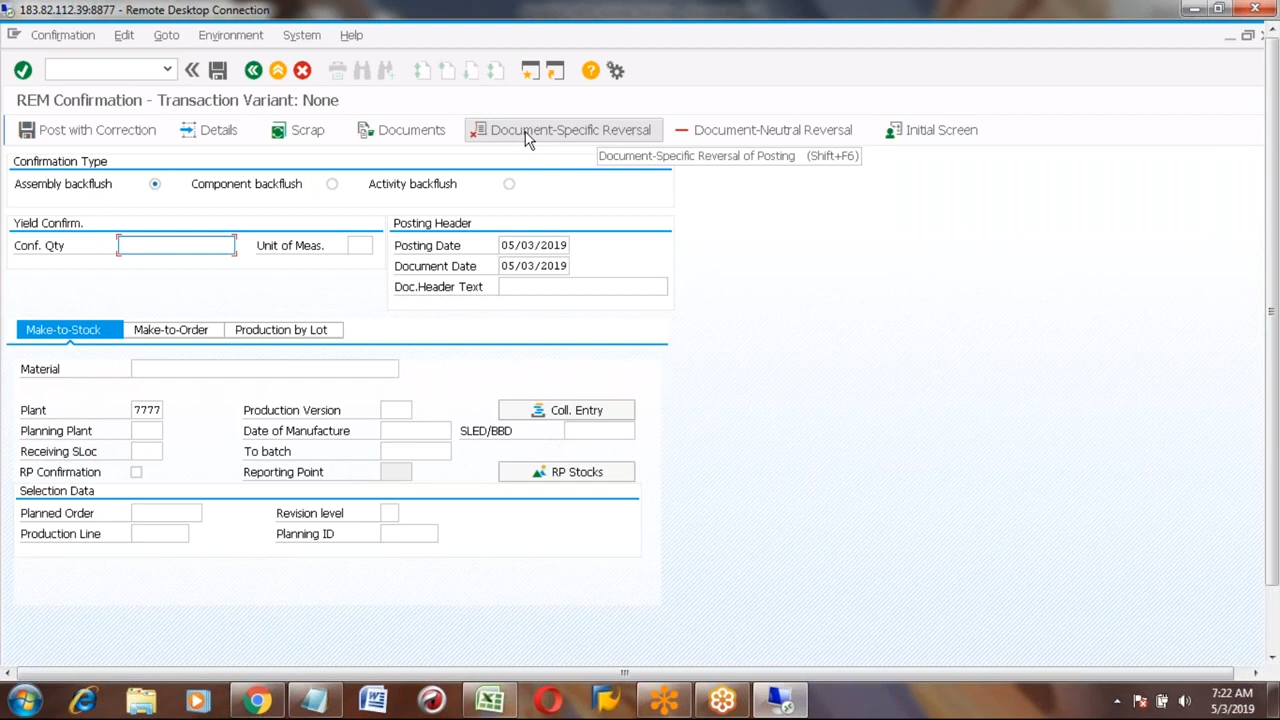 183.82.112.39:8877 - Remote Desktop Connection
Confirmation Edit Goto Environment System Help
REM Confirmation - Transaction Variant: None
Post with Correction Details Scrap Documents Document-Specific Reversal Document-Neutral Reversal Initial Screen
Document-Specific Reversal of Posting (Shift+F6)
Confirmation Type
Assembly backflush Component backflush Activity backflush
Yield Confirm. Posting Header
Conf. Qty Unit of Meas. Posting Date 05/03/2019
Document Date 05/03/2019
Doc.Header Text
Make-to-Stock Make-to-Order Production by Lot
Material
Plant 7777 Production Version Coll. Entry
Planning Plant Date of Manufacture SLED/BBD
Receiving SLoc To batch
RP Confirmation Reporting Point RP Stocks
Selection Data
Planned Order Revision level
Production Line Planning ID
7:22 AM
5/3/2019